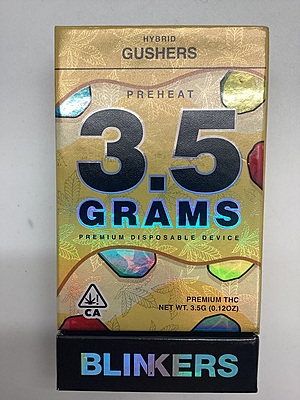 HYBRID
GUSHERS
PREHEAT
3.5
GRAMS
PREMIUM DISPOSABLE DEVICE
CA
PREMIUM THC
NET WT. 3.5G (0.12OZ)
BLINKERS